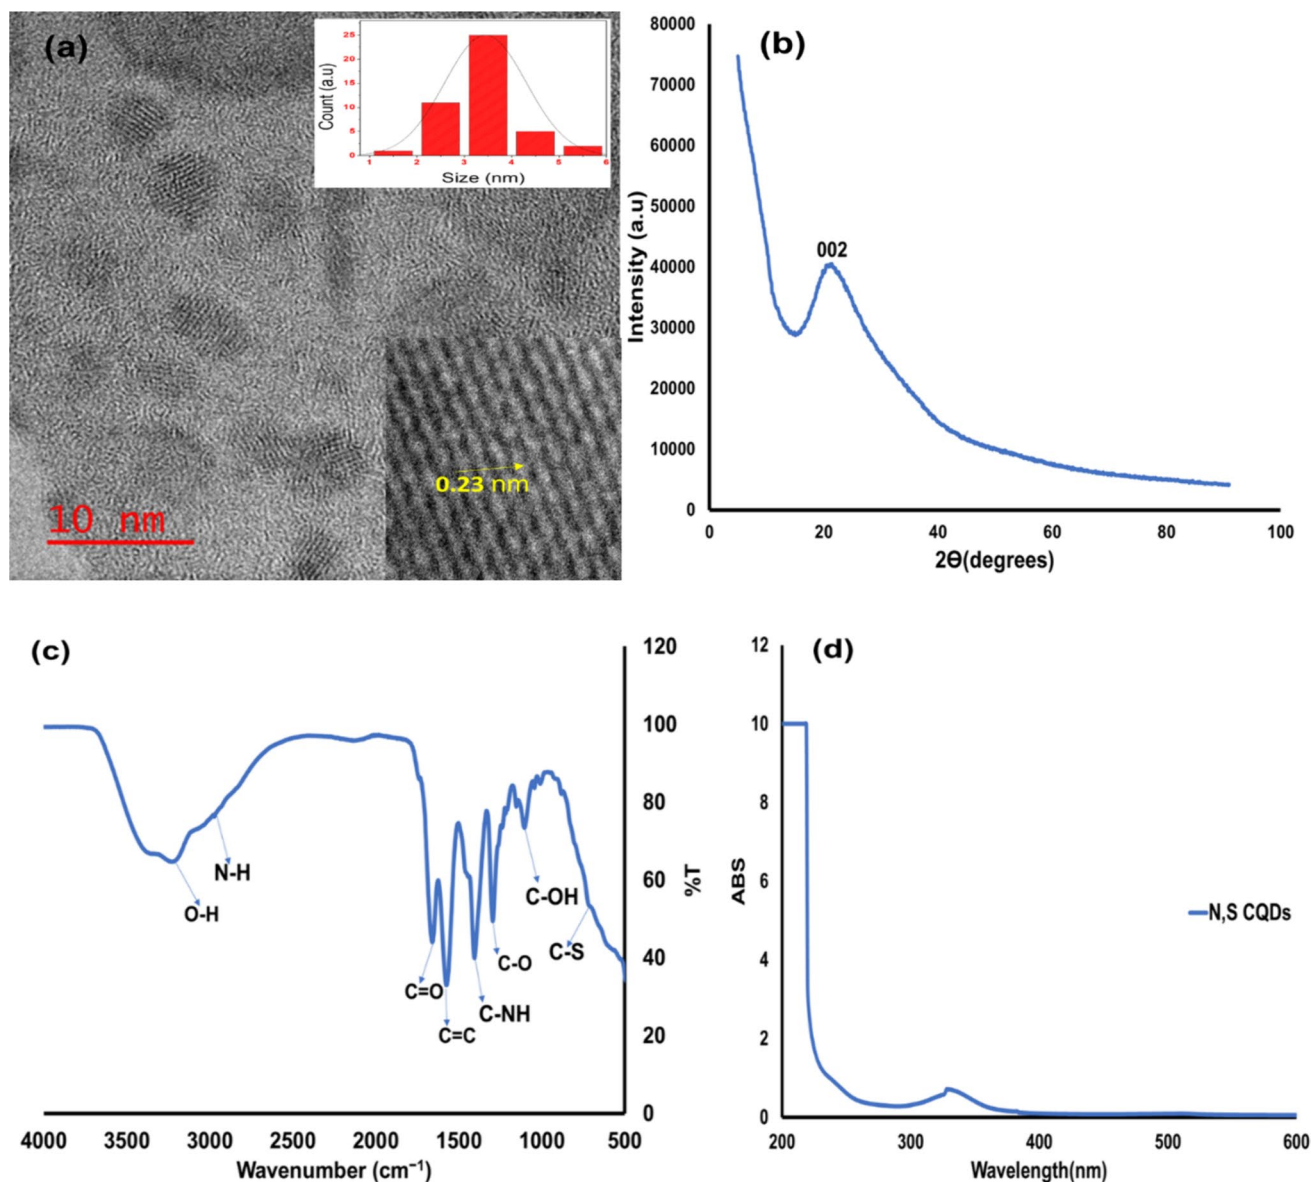 (a)
Count (a.u)
25
20
15
10
5
0
1 2 3 4 5 6
Size (nm)
0.23 nm
10 nm
(b)
Intensity (a.u)
80000
70000
60000
50000
40000
30000
20000
10000
0
002
0 20 40 60 80 100
2Ѳ(degrees)
(c)
120
100
80
60
40
20
0
%T
N-H
O-H
C=O
C=C
C-NH
C-O
C-OH
C-S
4000 3500 3000 2500 2000 1500 1000 500
Wavenumber (cm⁻¹)
(d)
ABS
12
10
8
6
4
2
0
N,S CQDs
200 300 400 500 600
Wavelength(nm)